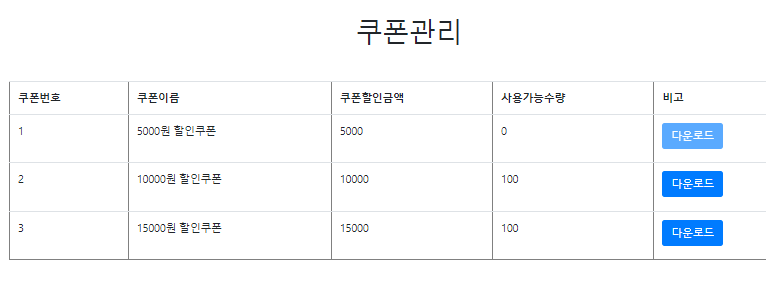 쿠폰관리
쿠폰번호 쿠폰이름 쿠폰할인금액 사용가능수량 비고
1 5000원 할인쿠폰 5000 0 다운로드
2 10000원 할인쿠폰 10000 100 다운로드
3 15000원 할인쿠폰 15000 100 다운로드